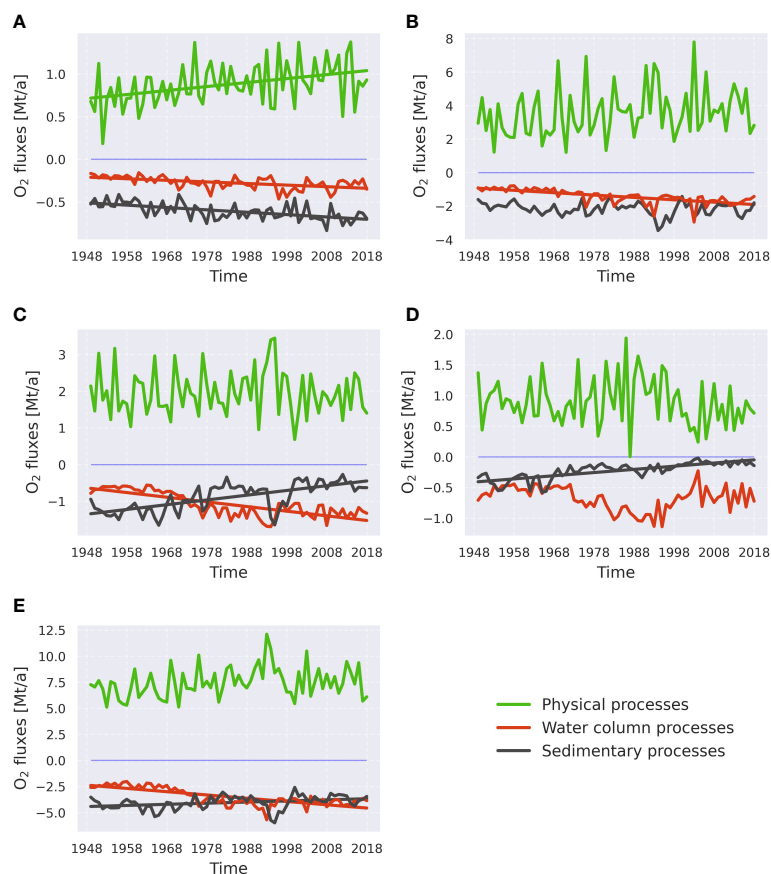 A
B
O₂ fluxes [Mt/a]
1.0
0.5
0.0
−0.5
1948 1958 1968 1978 1988 1998 2008 2018
Time
O₂ fluxes [Mt/a]
8
6
4
2
0
−2
−4
1948 1958 1968 1978 1988 1998 2008 2018
Time
C
D
O₂ fluxes [Mt/a]
3
2
1
0
−1
1948 1958 1968 1978 1988 1998 2008 2018
Time
O₂ fluxes [Mt/a]
2.0
1.5
1.0
0.5
0.0
−0.5
−1.0
1948 1958 1968 1978 1988 1998 2008 2018
Time
E
O₂ fluxes [Mt/a]
12.5
10.0
7.5
5.0
2.5
0.0
−2.5
−5.0
1948 1958 1968 1978 1988 1998 2008 2018
Time
Physical processes
Water column processes
Sedimentary processes